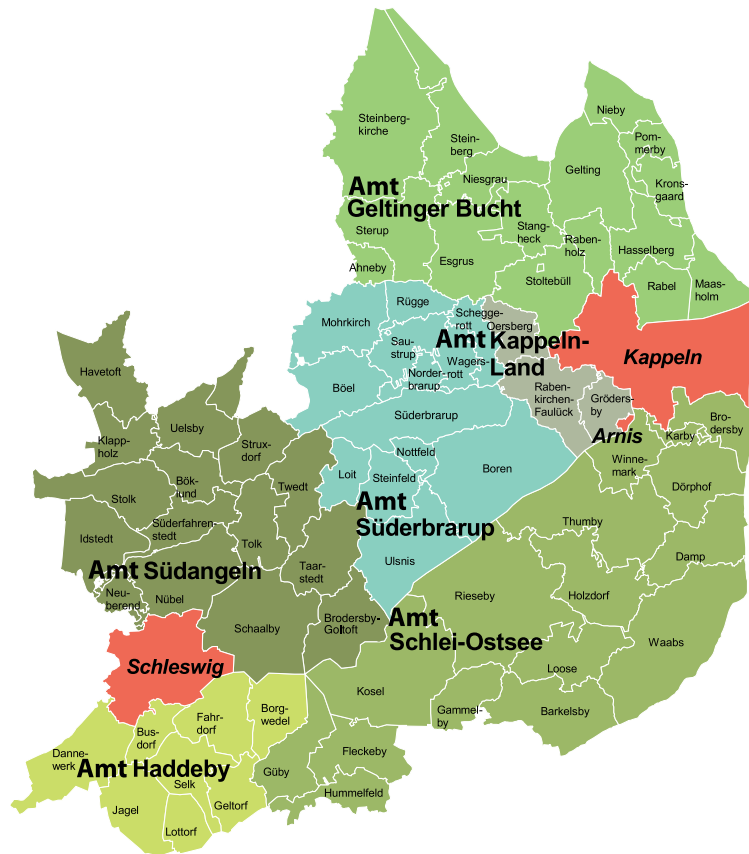 Steinberg-
kirche
Stein-
berg
Niesgrau
Amt
Geltinger Bucht
Sterup
Ahneby
Esgrus
Stang-
heck
Stoltebüll
Raben-
holz
Gelting
Nieby
Pom-
merby
Krons-
gaard
Hasselberg
Rabel
Maas-
holm
Mohrkirch
Rügge
Schegge-
rott
Oersberg
Sau-
strup
Amt Kappeln-
Land
Wagers-
rott
Norder-
brarup
Böel
Kappeln
Raben-
kirchen-
Faulück
Gröders-
by
Arnis
Süderbrarup
Nottfeld
Loit
Steinfeld
Boren
Amt
Süderbrarup
Ulsnis
Havetoft
Klapp-
holz
Uelsby
Strux-
dorf
Stolk
Bök-
lund
Twedt
Idstedt
Süderfahren-
stedt
Tolk
Taar-
stedt
Amt Südangeln
Neu-
berend
Nübel
Schaalby
Brodersby-
Goltoft
Schleswig
Amt
Schlei-Ostsee
Karby
Bro-
dersby
Winne-
mark
Dörphof
Thumby
Damp
Rieseby
Holzdorf
Waabs
Loose
Kosel
Gammel-
by
Barkelsby
Fleckeby
Güby
Hummelfeld
Borg-
wedel
Fahr-
dorf
Bus-
dorf
Danne-
werk
Amt Haddeby
Selk
Jagel
Geltorf
Lottorf